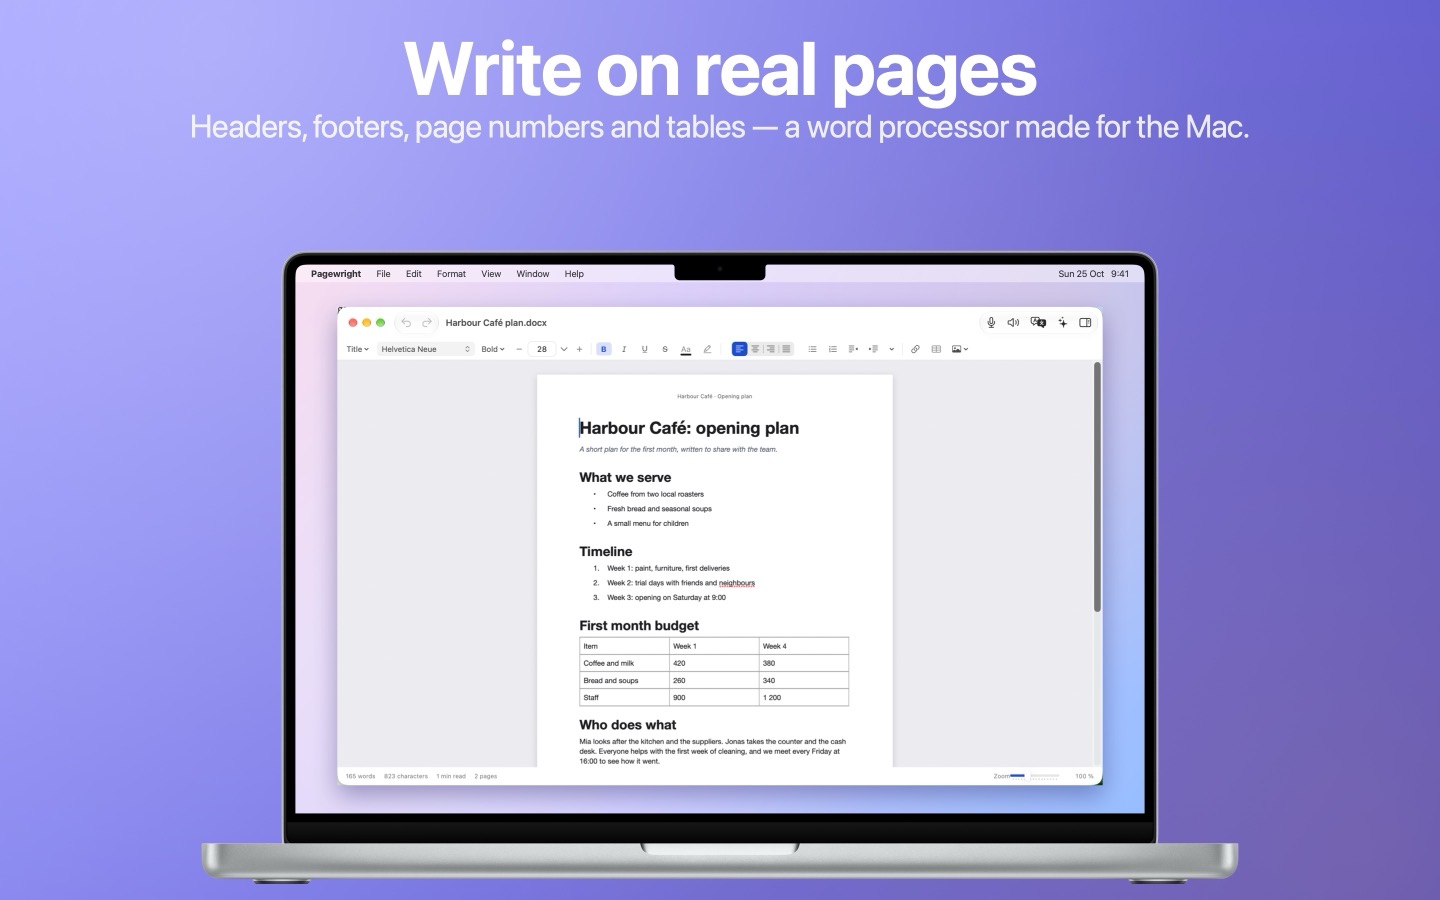 Write on real pages
Headers, footers, page numbers and tables — a word processor made for the Mac.
Pagewright File Edit Format View Window Help Sun 25 Oct 9:41
Harbour Café plan.docx
Title Helvetica Neue Bold − 28 + B I U S Aa
Harbour Café · Opening plan
Harbour Café: opening plan
A short plan for the first month, written to share with the team.
What we serve
• Coffee from two local roasters
• Fresh bread and seasonal soups
• A small menu for children
Timeline
1. Week 1: paint, furniture, first deliveries
2. Week 2: trial days with friends and neighbours
3. Week 3: opening on Saturday at 9:00
First month budget
Item Week 1 Week 4
Coffee and milk 420 380
Bread and soups 260 340
Staff 900 1 200
Who does what
Mia looks after the kitchen and the suppliers. Jonas takes the counter and the cash
desk. Everyone helps with the first week of cleaning, and we meet every Friday at
16:00 to see how it went.
165 words 823 characters 1 min read 2 pages Zoom 100 %